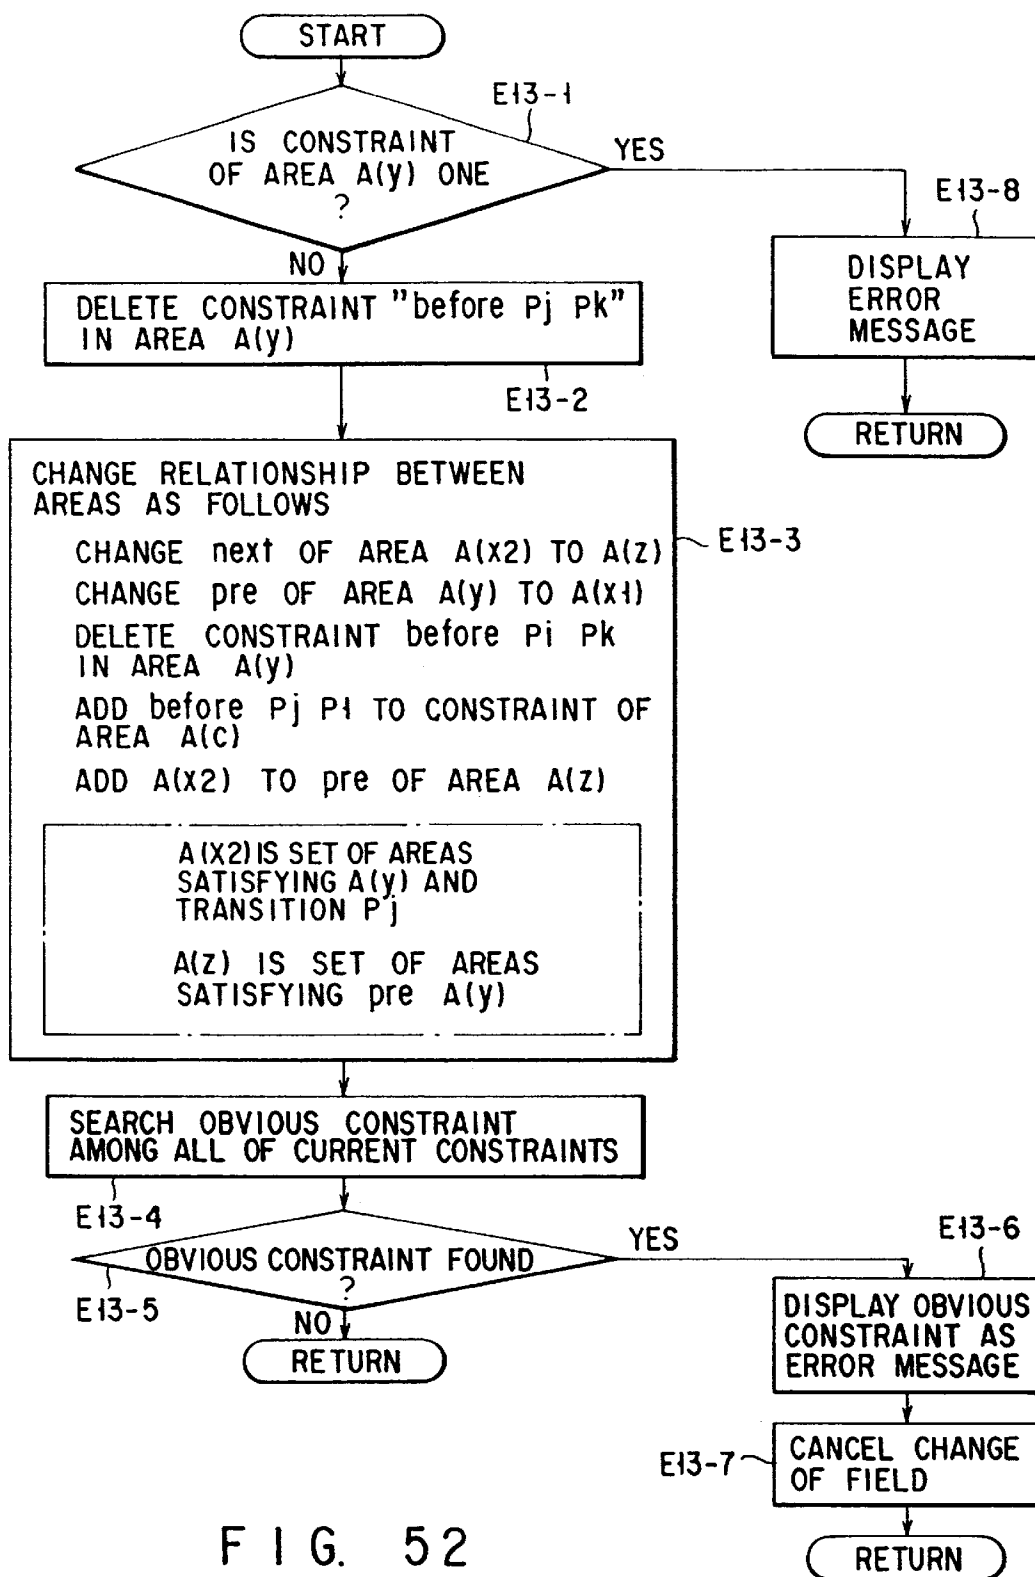 START
E13-1
IS CONSTRAINT
OF AREA A(y) ONE
?
YES
E13-8
DISPLAY
ERROR
MESSAGE
RETURN
NO
DELETE CONSTRAINT "before Pj Pk"
IN AREA A(y)
E13-2
CHANGE RELATIONSHIP BETWEEN
AREAS AS FOLLOWS
CHANGE next OF AREA A(x2) TO A(z)
CHANGE pre OF AREA A(y) TO A(x1)
DELETE CONSTRAINT before Pi Pk
IN AREA A(y)
ADD before Pj P1 TO CONSTRAINT OF
AREA A(c)
ADD A(x2) TO pre OF AREA A(z)
E13-3
A(x2) IS SET OF AREAS
SATISFYING A(y) AND
TRANSITION Pj
A(z) IS SET OF AREAS
SATISFYING pre A(y)
SEARCH OBVIOUS CONSTRAINT
AMONG ALL OF CURRENT CONSTRAINTS
E13-4
OBVIOUS CONSTRAINT FOUND
?
E13-5
YES
E13-6
DISPLAY OBVIOUS
CONSTRAINT AS
ERROR MESSAGE
NO
RETURN
E13-7
CANCEL CHANGE
OF FIELD
RETURN
FIG. 52